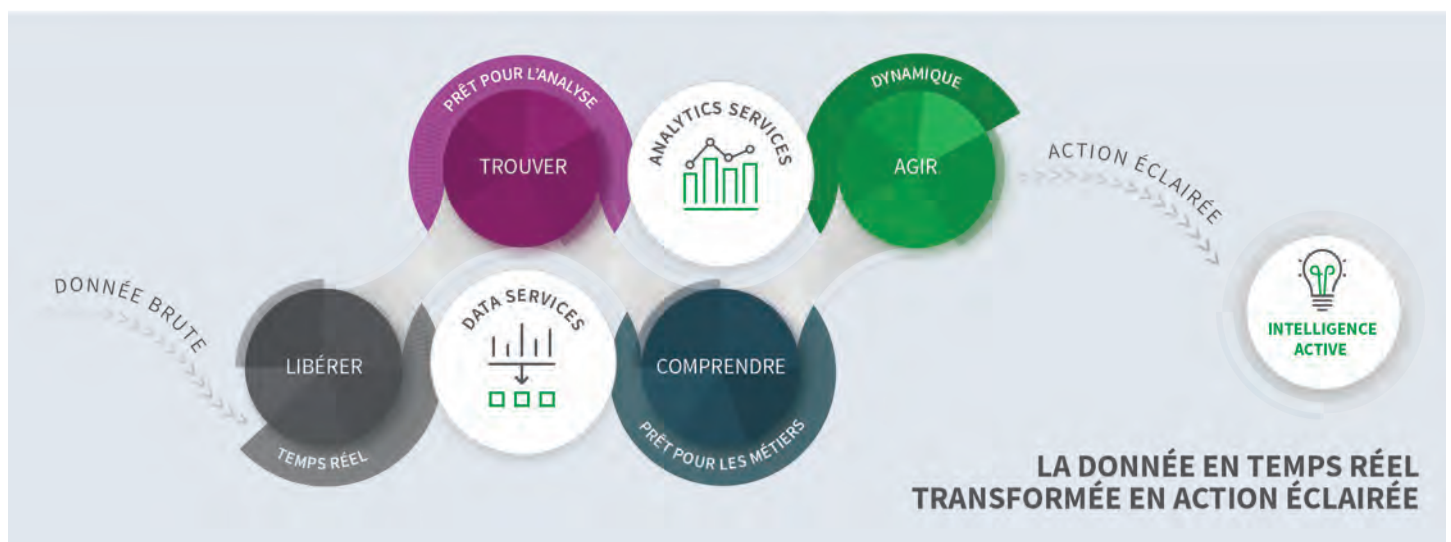 DONNÉE BRUTE
LIBÉRER
TEMPS RÉEL
PRÊT POUR L'ANALYSE
TROUVER
DATA SERVICES
ANALYTICS SERVICES
COMPRENDRE
PRÊT POUR LES MÉTIERS
DYNAMIQUE
AGIR
ACTION ÉCLAIRÉE
INTELLIGENCE
ACTIVE
LA DONNÉE EN TEMPS RÉEL
TRANSFORMÉE EN ACTION ÉCLAIRÉE